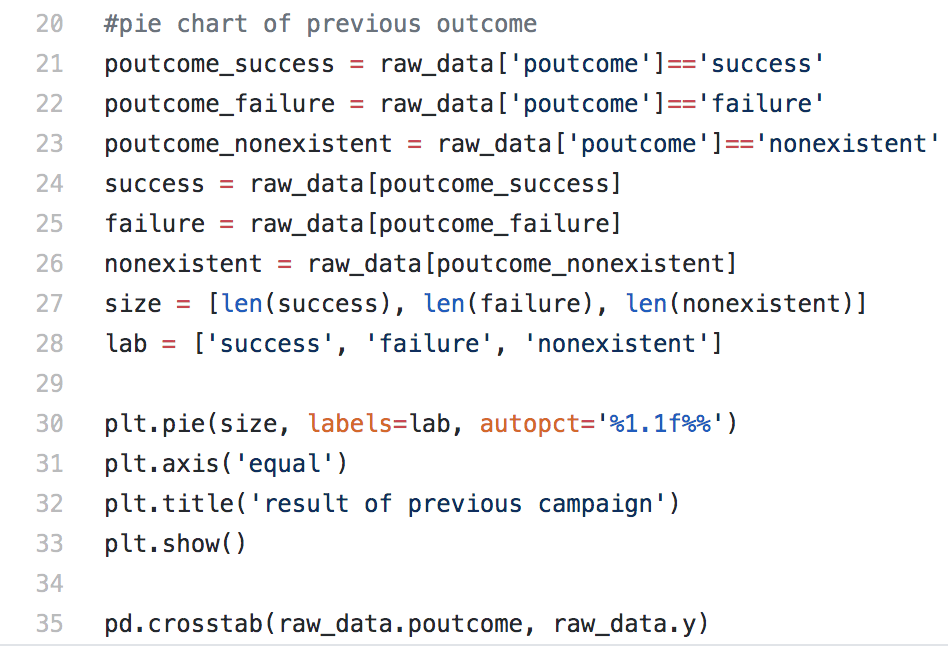 20 #pie chart of previous outcome
21 poutcome_success = raw_data['poutcome']=='success'
22 poutcome_failure = raw_data['poutcome']=='failure'
23 poutcome_nonexistent = raw_data['poutcome']=='nonexistent'
24 success = raw_data[poutcome_success]
25 failure = raw_data[poutcome_failure]
26 nonexistent = raw_data[poutcome_nonexistent]
27 size = [len(success), len(failure), len(nonexistent)]
28 lab = ['success', 'failure', 'nonexistent']
29
30 plt.pie(size, labels=lab, autopct='%1.1f%%')
31 plt.axis('equal')
32 plt.title('result of previous campaign')
33 plt.show()
34
35 pd.crosstab(raw_data.poutcome, raw_data.y)